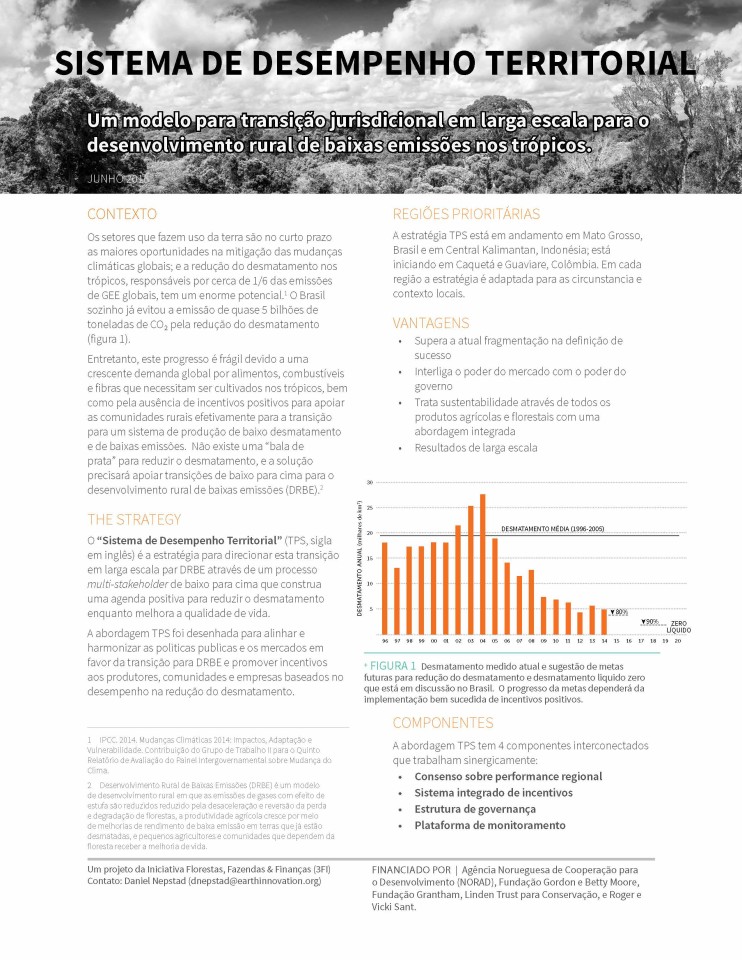 SISTEMA DE DESEMPENHO TERRITORIAL
Um modelo para transição jurisdicional em larga escala para o
desenvolvimento rural de baixas emissões nos trópicos.
JUNHO
CONTEXTO
Os setores que fazem uso da terra são no curto prazo
as maiores oportunidades na mitigação das mudanças
climáticas globais; e a redução do desmatamento nos
trópicos, responsáveis por cerca de 1/6 das emissões
de GEE globais, tem um enorme potencial.¹ O Brasil
sozinho já evitou a emissão de quase 5 bilhões de
toneladas de CO₂ pela redução do desmatamento
(figura 1).
Entretanto, este progresso é frágil devido a uma
crescente demanda global por alimentos, combustíveis
e fibras que necessitam ser cultivados nos trópicos, bem
como pela ausência de incentivos positivos para apoiar
as comunidades rurais efetivamente para a transição
para um sistema de produção de baixo desmatamento
e de baixas emissões.  Não existe uma “bala de
prata” para reduzir o desmatamento, e a solução
precisará apoiar transições de baixo para cima para o
desenvolvimento rural de baixas emissões (DRBE).²
THE STRATEGY
O “Sistema de Desempenho Territorial” (TPS, sigla
em inglês) é a estratégia para direcionar esta transição
em larga escala par DRBE através de um processo
multi-stakeholder de baixo para cima que construa
uma agenda positiva para reduzir o desmatamento
enquanto melhora a qualidade de vida.
A abordagem TPS foi desenhada para alinhar e
harmonizar as politicas publicas e os mercados em
favor da transição para DRBE e promover incentivos
aos produtores, comunidades e empresas baseados no
desempenho na redução do desmatamento.
1 IPCC. 2014. Mudanças Climáticas 2014: Impactos, Adaptação e
Vulnerabilidade. Contribuição do Grupo de Trabalho II para o Quinto
Relatório de Avaliação do Painel Intergovernamental sobre Mudança do
Clima.
2 Desenvolvimento Rural de Baixas Emissões (DRBE) é um modelo
de desenvolvimento rural em que as emissões de gases com efeito de
estufa são reduzidos reduzido pela desaceleração e reversão da perda
e degradação de florestas, a produtividade agrícola cresce por meio
de melhorias de rendimento de baixa emissão em terras que já estão
desmatadas, e pequenos agricultores e comunidades que dependem da
floresta receber a melhoria de vida.
REGIÕES PRIORITÁRIAS
A estratégia TPS está em andamento em Mato Grosso,
Brasil e em Central Kalimantan, Indonésia; está
iniciando em Caquetá e Guaviare, Colômbia. Em cada
região a estratégia é adaptada para as circunstancia e
contexto locais.
VANTAGENS
• Supera a atual fragmentação na definição de
sucesso
• Interliga o poder do mercado com o poder do
governo
• Trata sustentabilidade através de todos os
produtos agrícolas e florestais com uma
abordagem integrada
• Resultados de larga escala
DESMATAMENTO ANUAL (milhares de km²)
30
25
20
15
10
5
DESMATAMENTO MÉDIA (1996-2005)
▼80%
▼90%
ZERO
LÍQUIDO
96 97 98 99 00 01 02 03 04 05 06 07 08 09 10 11 12 13 14 15 16 17 18 19 20
FIGURA 1 Desmatamento medido atual e sugestão de metas
futuras para redução do desmatamento e desmatamento líquido zero
que está em discussão no Brasil.  O progresso da metas dependerá da
implementação bem sucedida de incentivos positivos.
COMPONENTES
A abordagem TPS tem 4 componentes interconectados
que trabalham sinergicamente:
• Consenso sobre performance regional
• Sistema integrado de incentivos
• Estrutura de governança
• Plataforma de monitoramento
Um projeto da Iniciativa Florestas, Fazendas & Finanças (3FI)
Contato: Daniel Nepstad (dnepstad@earthinnovation.org)
FINANCIADO POR | Agência Norueguesa de Cooperação para
o Desenvolvimento (NORAD), Fundação Gordon e Betty Moore,
Fundação Grantham, Linden Trust para Conservação, e Roger e
Vicki Sant.